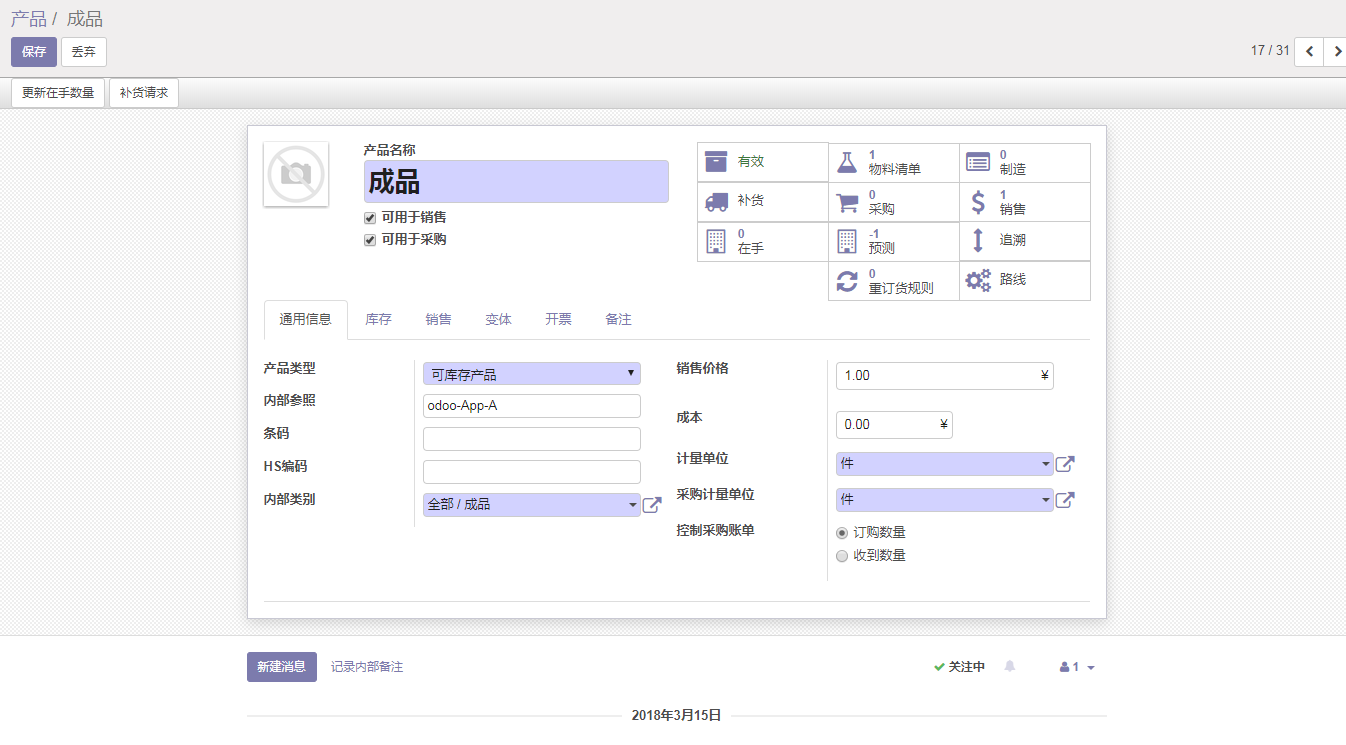 产品 / 成品
保存 丢弃 17 / 31
更新在手数量 补货请求
产品名称
成品
可用于销售
可用于采购
有效
1
物料清单
0
制造
补货
0
采购
1
销售
0
在手
-1
预测
追溯
0
重订货规则
路线
通用信息 库存 销售 变体 开票 备注
产品类型 可库存产品
内部参照 odoo-App-A
条码
HS编码
内部类别 全部 / 成品
销售价格 1.00 ¥
成本 0.00 ¥
计量单位 件
采购计量单位 件
控制采购账单 订购数量
收到数量
新建消息 记录内部备注 关注中 1
2018年3月15日